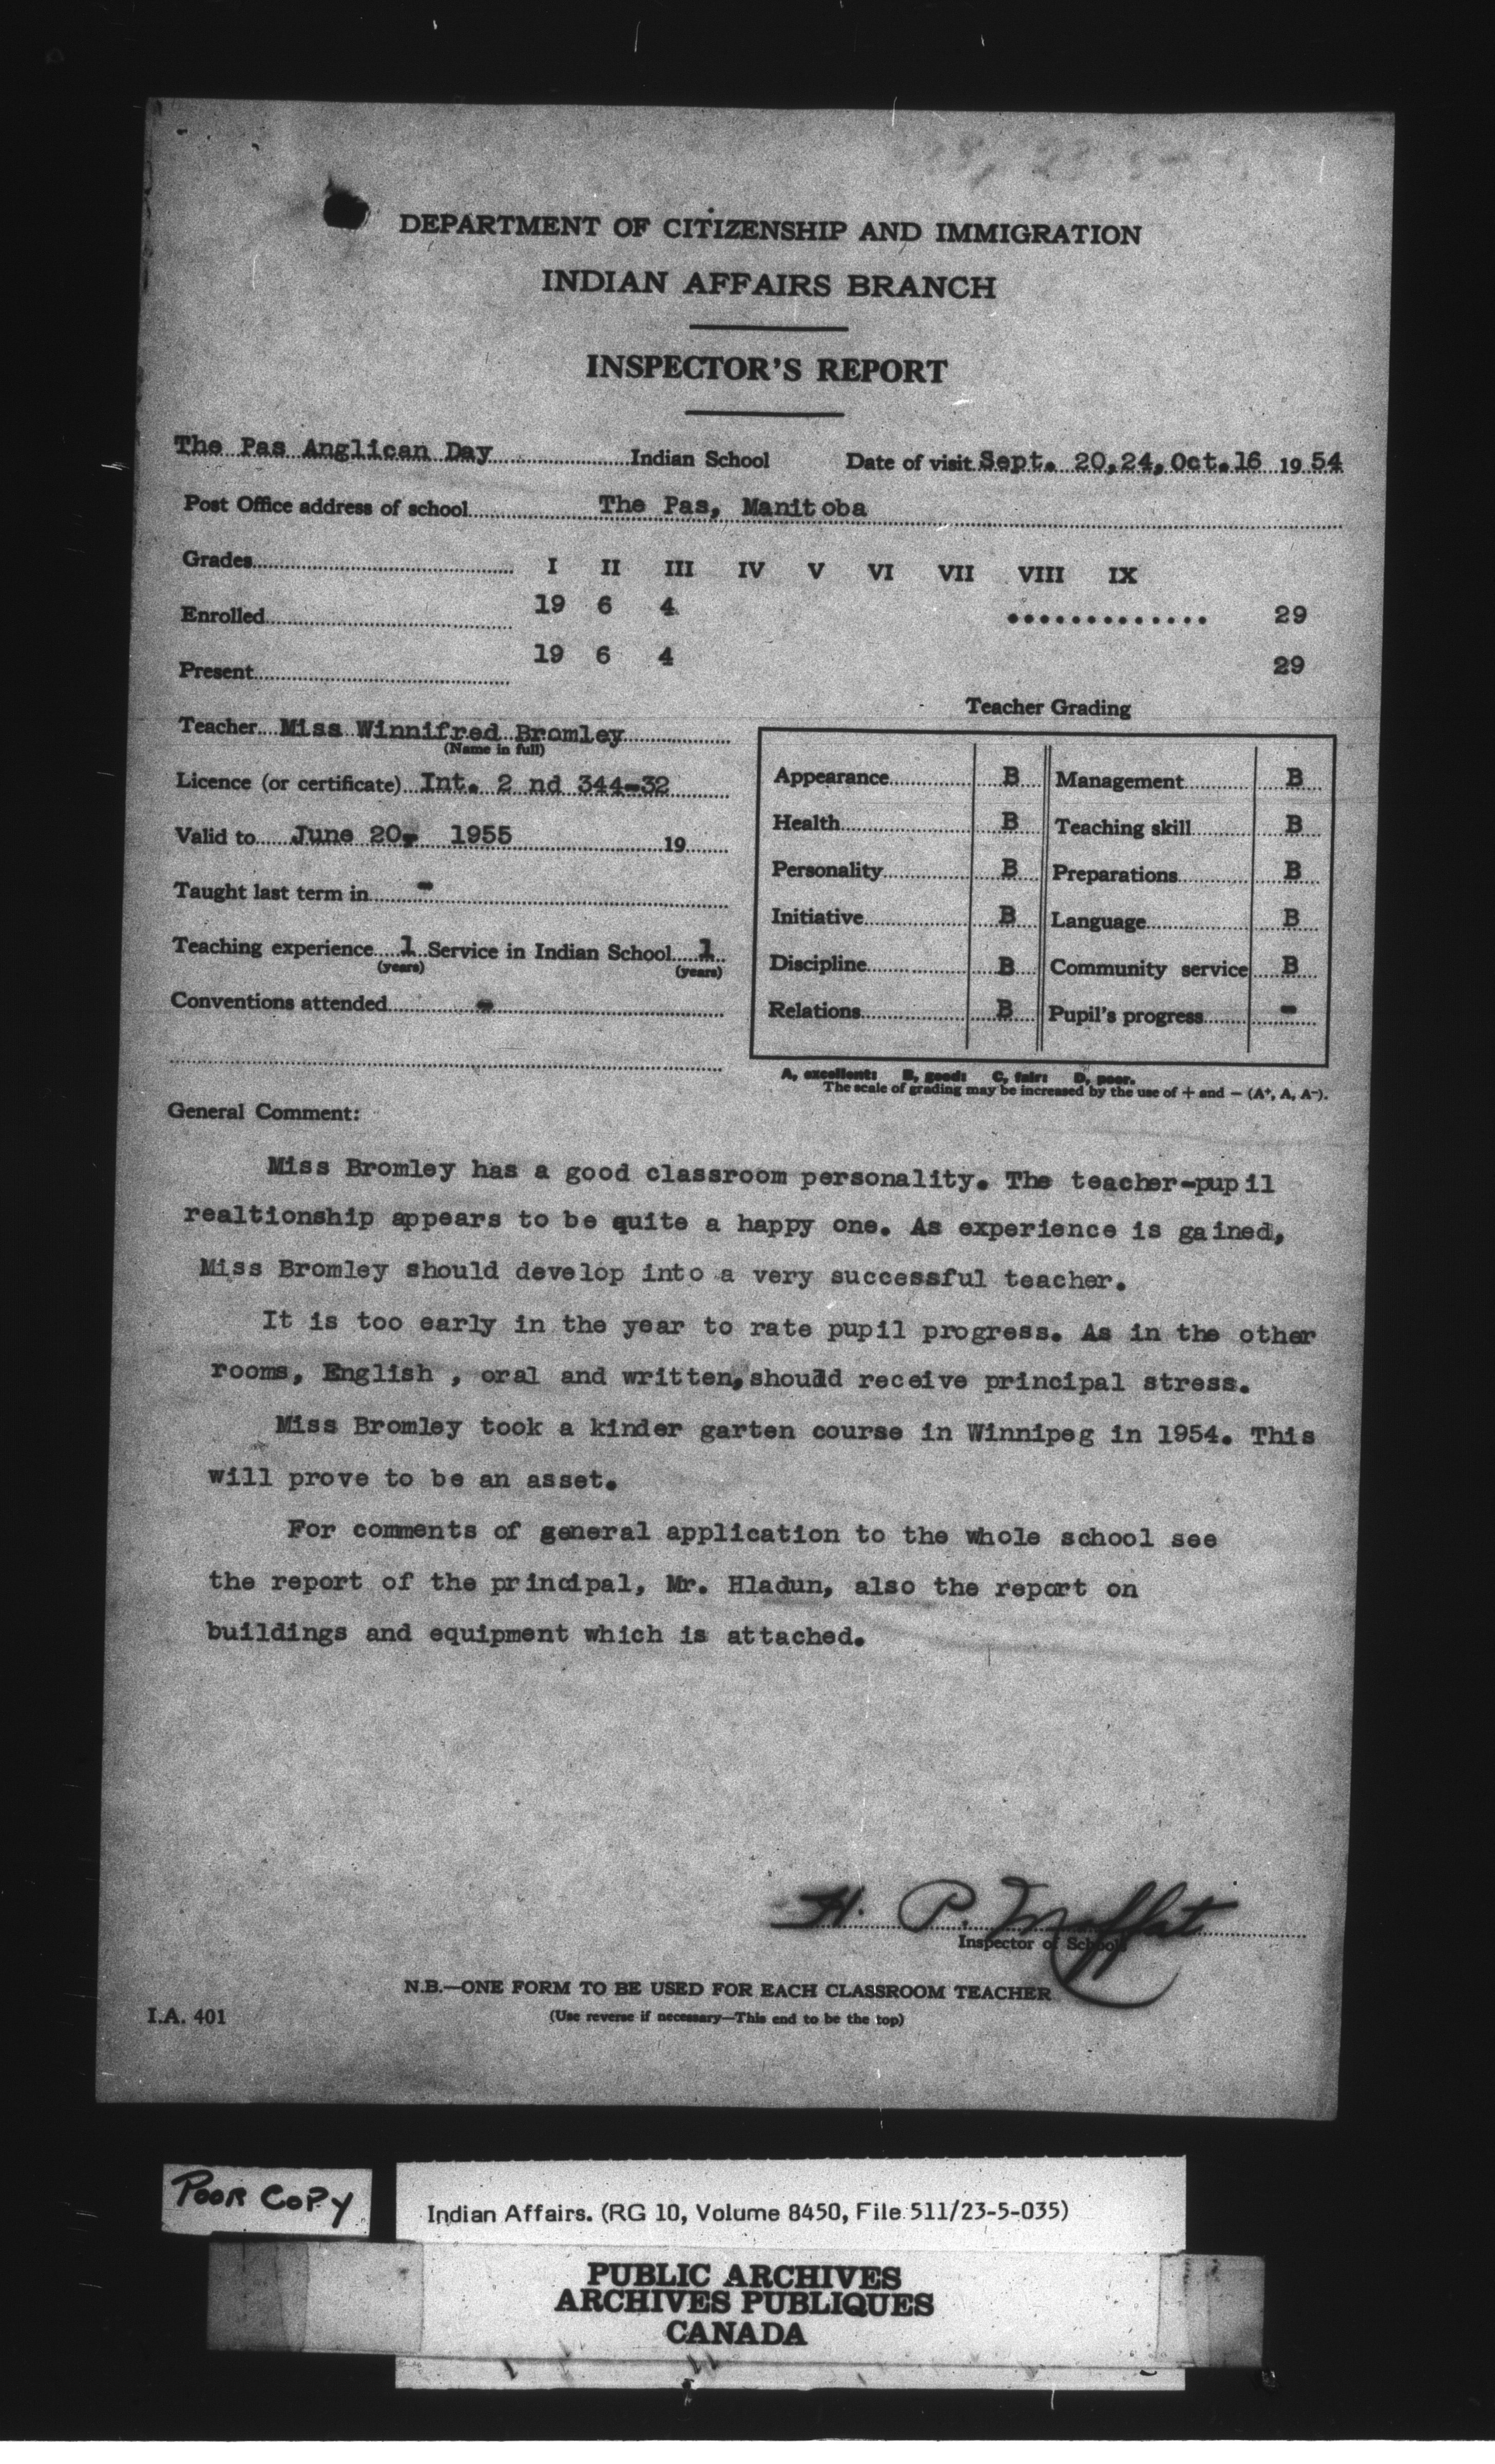 DEPARTMENT OF CITIZENSHIP AND IMMIGRATION
INDIAN AFFAIRS BRANCH
INSPECTOR'S REPORT
The Pas Anglican Day Indian School Date of visit Sept. 20,24, Oct. 16 19 54
Post Office address of school The Pas, Manitoba
Grades I II III IV V VI VII VIII IX
Enrolled 19 6 4 ............. 29
Present 19 6 4 29
Teacher Miss Winnifred Bromley
(Name in full)
Licence (or certificate) Int. 2 nd 344-32
Valid to June 20, 1955 19
Taught last term in -
Teaching experience 1 Service in Indian School 1
(years) (years)
Conventions attended -
Teacher Grading
Appearance B Management B
Health B Teaching skill B
Personality B Preparations B
Initiative B Language B
Discipline B Community service B
Relations B Pupil's progress -
A, excellent: B, good: C, fair: D, poor.
The scale of grading may be increased by the use of + and − (A+, A, A−).
General Comment:
Miss Bromley has a good classroom personality. The teacher-pupil
realtionship appears to be quite a happy one. As experience is gained,
Miss Bromley should develop into a very successful teacher.
It is too early in the year to rate pupil progress. As in the other
rooms, English , oral and written, should receive principal stress.
Miss Bromley took a kinder garten course in Winnipeg in 1954. This
will prove to be an asset.
For comments of general application to the whole school see
the report of the principal, Mr. Hladun, also the report on
buildings and equipment which is attached.
H. P. Moffat
Inspector of Schools
N.B.—ONE FORM TO BE USED FOR EACH CLASSROOM TEACHER
I.A. 401 (Use reverse if necessary—This end to be the top)
POOR COPY
Indian Affairs. (RG 10, Volume 8450, File 511/23-5-035)
PUBLIC ARCHIVES
ARCHIVES PUBLIQUES
CANADA